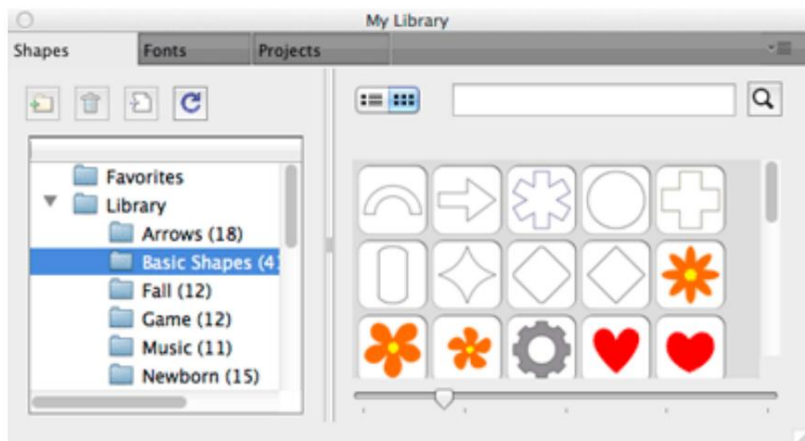 My Library
Shapes Fonts Projects
Favorites
Library
Arrows (18)
Basic Shapes (4
Fall (12)
Game (12)
Music (11)
Newborn (15)